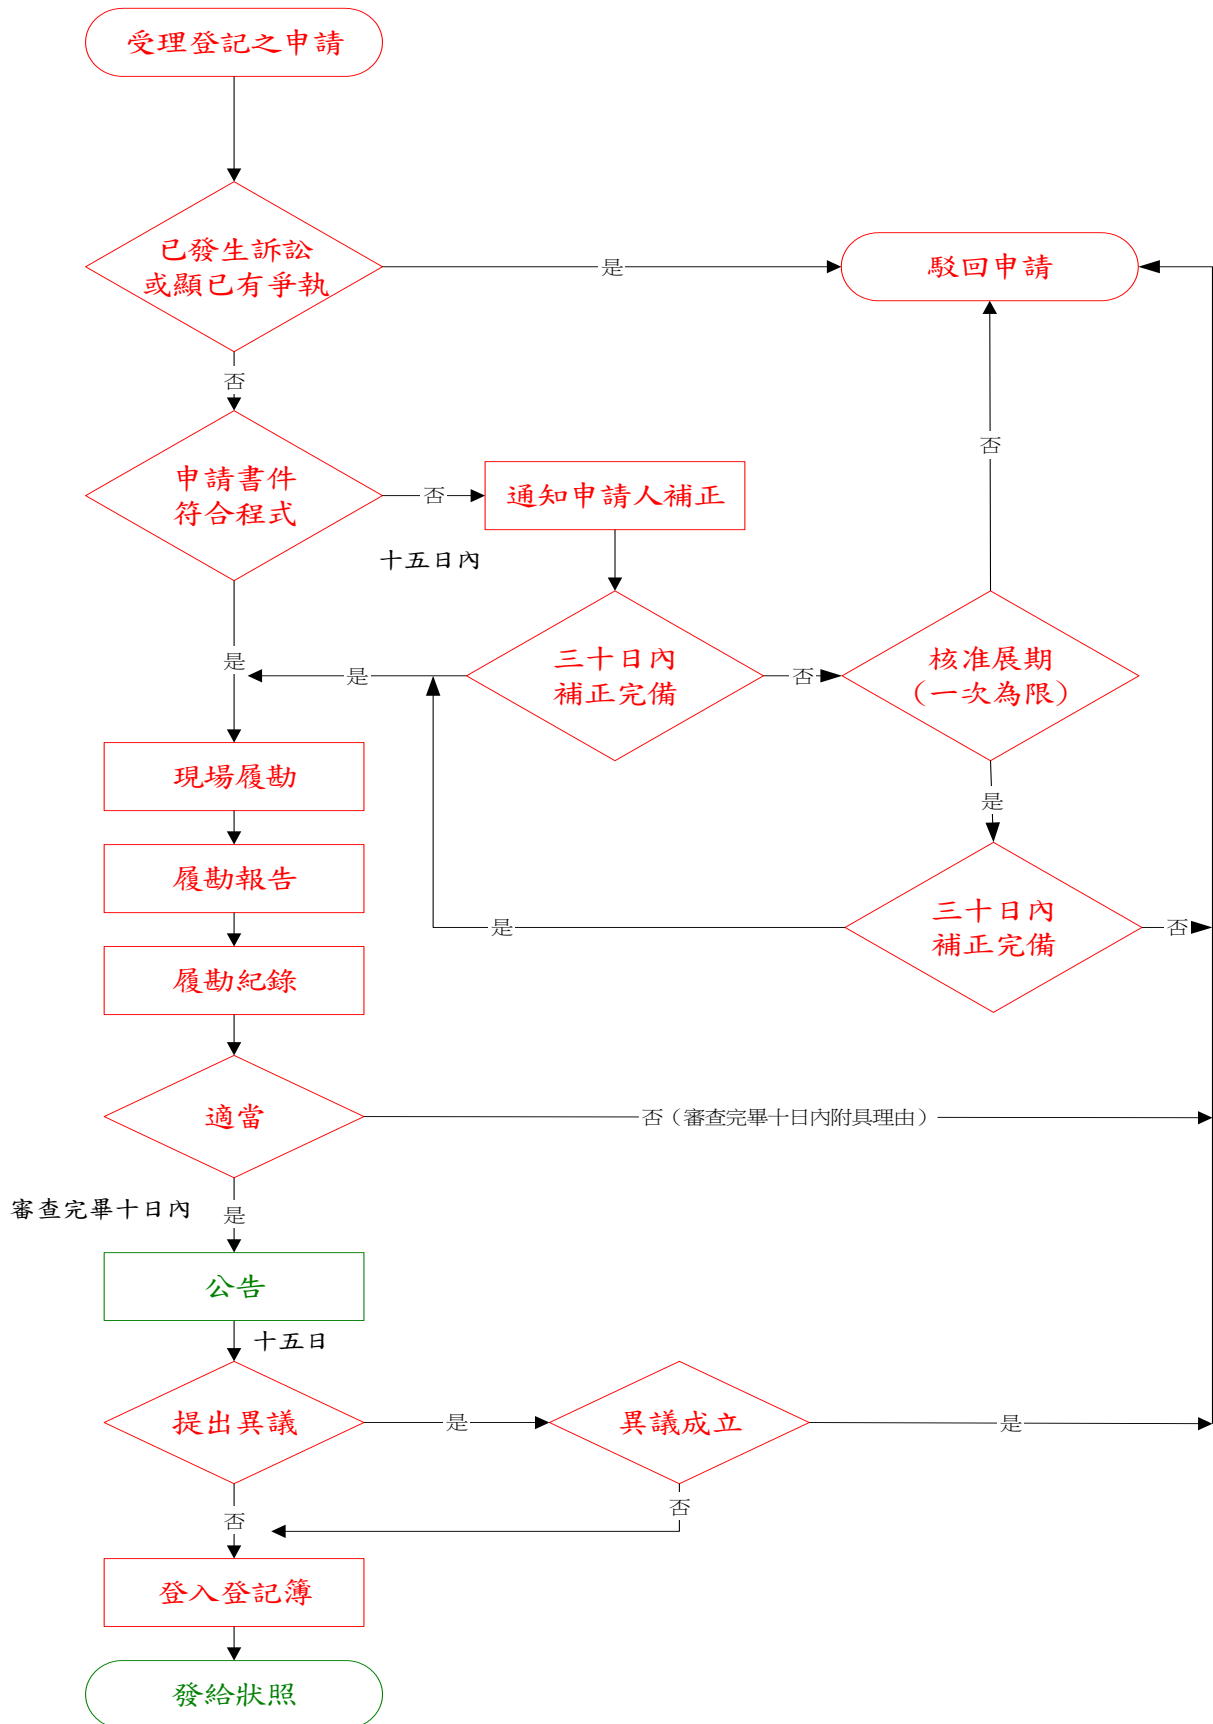 受理登記之申請
已發生訴訟
或顯已有爭執
是
駁回申請
否
否
申請書件
符合程式
否
通知申請人補正
十五日內
是
是
三十日內
補正完備
否
核准展期
（一次為限）
現場履勘
是
履勘報告
是
三十日內
補正完備
否
履勘紀錄
適當
否（審查完畢十日內附具理由）
審查完畢十日內
是
公告
十五日
提出異議
是
異議成立
是
否
否
登入登記簿
發給狀照